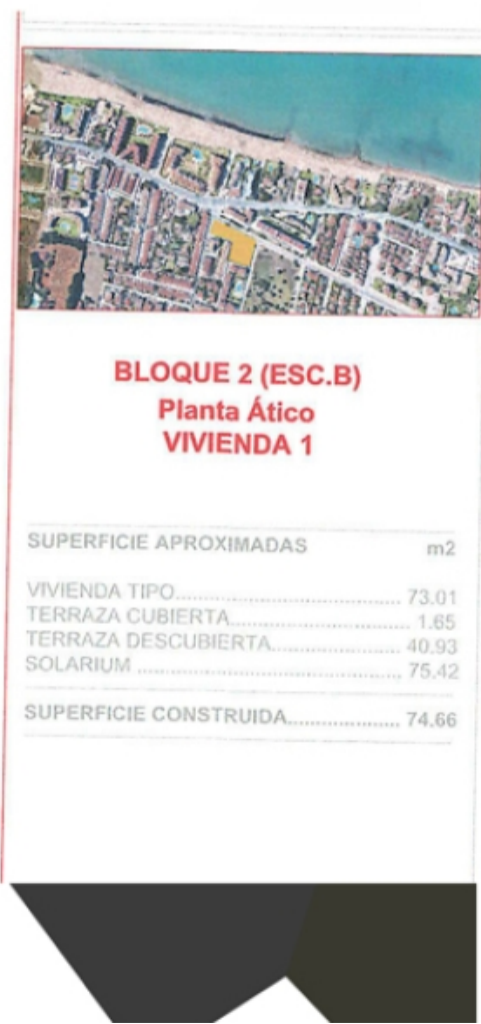 BLOQUE 2 (ESC.B)
Planta Ático
VIVIENDA 1
SUPERFICIE APROXIMADAS m2
VIVIENDA TIPO........................................ 73.01
TERRAZA CUBIERTA................................ 1.65
TERRAZA DESCUBIERTA....................... 40.93
SOLARIUM .............................................. 75.42
SUPERFICIE CONSTRUIDA................... 74.66